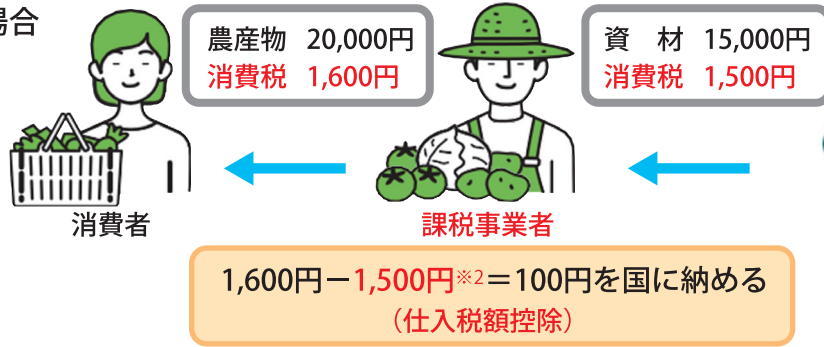 場合
農産物 20,000円
消費税 1,600円
資 材 15,000円
消費税 1,500円
消費者
課税事業者
1,600円－1,500円※2＝100円を国に納める
（仕入税額控除）